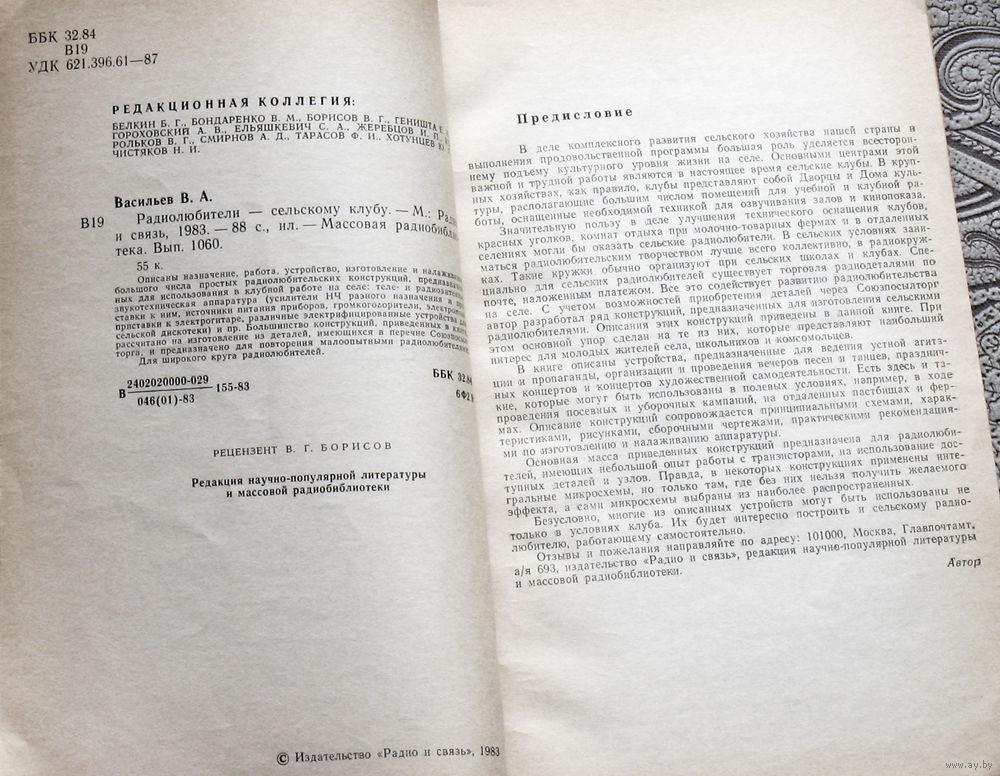 ББК 32.84
В19
УДК 621.396.61—87
РЕДАКЦИОННАЯ КОЛЛЕГИЯ:
БЕЛКИН Б. Г., БОНДАРЕНКО В. М., БОРИСОВ В. Г., ГЕНИШТА Е.
ГОРОХОВСКИЙ А. В., ЕЛЬЯШКЕВИЧ С. А., ЖЕРЕБЦОВ И. П.,
РОЛЬКОВ В. Г., СМИРНОВ А. Д., ТАРАСОВ Ф. И., ХОТУНЦЕВ Ю.
ЧИСТЯКОВ Н. И.
Васильев В. А.
В19 Радиолюбители — сельскому клубу. — М.: Радио
и связь, 1983. — 88 с., ил. — Массовая радиобиблио-
тека. Вып. 1060.
55 к.
Описаны назначение, работа, устройство, изготовление и налаживание
большого числа простых радиолюбительских конструкций, предназначен-
ных для использования в клубной работе на селе: теле- и радиозвуко-
звукотехническая аппаратура (усилители НЧ разного назначения и при-
ставки к ним, источники питания приборов, громкоговорители, электронные
приставки к электрогитаре, различные электрифицированные устройства для
сельской дискотеки) и пр. Большинство конструкций, приведенных в книге,
рассчитано на изготовление из деталей, имеющихся в перечне Союзпосыл-
торга, и предназначено для повторения малоопытными радиолюбителями.
Для широкого круга радиолюбителей.
В 2402020000-029 155-83
046(01)-83
ББК 32.84
6Ф2
РЕЦЕНЗЕНТ В. Г. БОРИСОВ
Редакция научно-популярной литературы
и массовой радиобиблиотеки
© Издательство «Радио и связь», 1983
Предисловие
В деле комплексного развития сельского хозяйства нашей страны и
выполнения продовольственной программы большая роль уделяется всесторон-
нему подъему культурного уровня жизни на селе. Основными центрами этой
важной и трудной работы являются в настоящее время сельские клубы. В круп-
ных хозяйствах, как правило, клубы представляют собой Дворцы и Дома куль-
туры, располагающие большим числом помещений для учебной и клубной ра-
боты, оснащенные необходимой техникой для озвучивания залов и кинопоказа.
Значительную пользу в деле улучшения технического оснащения клубов,
красных уголков, комнат отдыха при молочно-товарных фермах и в отдаленных
селениях могли бы оказать сельские радиолюбители. В сельских условиях зани-
маться радиолюбительским творчеством лучше всего коллективно, в радиокруж-
ках. Такие кружки обычно организуют при сельских школах и клубах. Спе-
циально для сельских радиолюбителей существует торговля радиодеталями по
почте, наложенным платежом. Все это содействует развитию радиолюбительства
на селе. С учетом возможностей приобретения деталей через Союзпосылторг
автор разработал ряд конструкций, предназначенных для изготовления сельскими
радиолюбителями. Описания этих конструкций приведены в данной книге. При
этом основной упор сделан на те из них, которые представляют наибольший
интерес для молодых жителей села, школьников и комсомольцев.
В книге описаны устройства, предназначенные для ведения устной агита-
ции и пропаганды, организации и проведения вечеров песен и танцев, празднич-
ных концертов и концертов художественной самодеятельности. Есть здесь и та-
кие, которые могут быть использованы в полевых условиях, например, в ходе
проведения посевных и уборочных кампаний, на отдаленных пастбищах и фер-
мах. Описание конструкций сопровождается принципиальными схемами, харак-
теристиками, рисунками, сборочными чертежами, практическими рекомендация-
ми по изготовлению и налаживанию аппаратуры.
Основная масса приведенных конструкций предназначена для радиолюби-
телей, имеющих небольшой опыт работы с транзисторами, на использование дос-
тупных деталей и узлов. Правда, в некоторых конструкциях применены инте-
гральные микросхемы, но только там, где без них нельзя получить желаемого
эффекта, а сами микросхемы выбраны из наиболее распространенных.
Безусловно, многие из описанных устройств могут быть использованы не
только в условиях клуба. Их будет интересно построить и сельскому радио-
любителю, работающему самостоятельно.
Отзывы и пожелания направляйте по адресу: 101000, Москва, Главпочтамт,
а/я 693, издательство «Радио и связь», редакция научно-популярной литературы
и массовой радиобиблиотеки.
Автор
www.ay.by